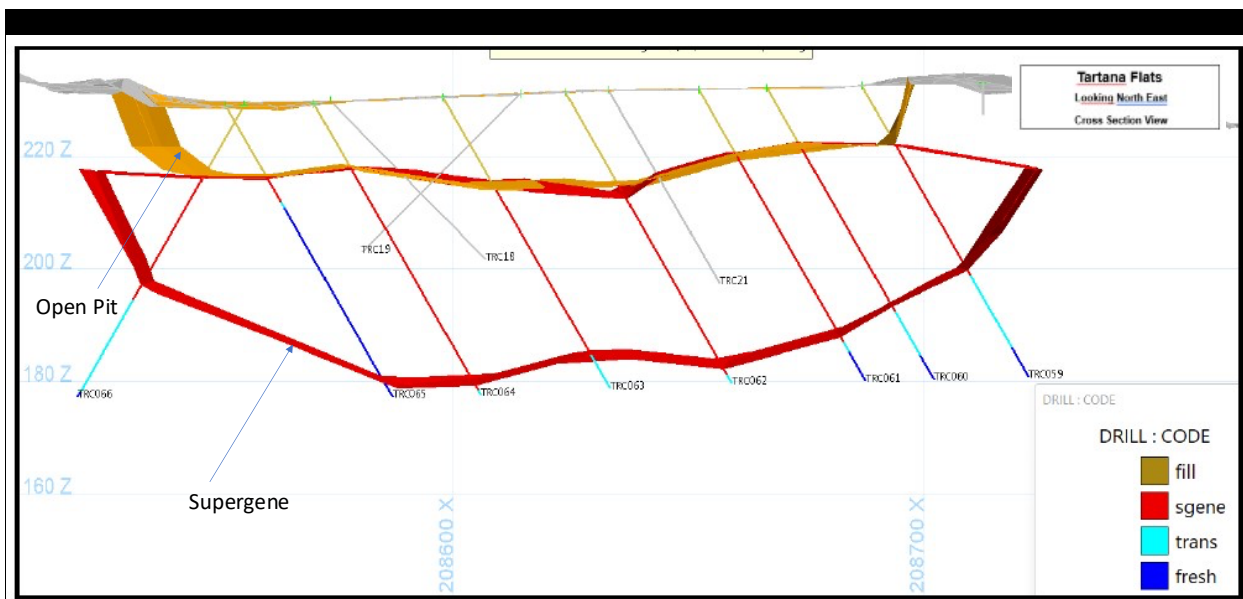 Tartana Flats
Looking North East
Cross Section View
220 Z
TRC19
TRC18
200 Z
TRC21
Open Pit
180 Z
TRC066
TRC065
TRC064
TRC063
TRC062
TRC061
TRC060
TRC059
DRILL : CODE
DRILL : CODE
fill
sgene
trans
fresh
160 Z
Supergene
208600 X
208700 X